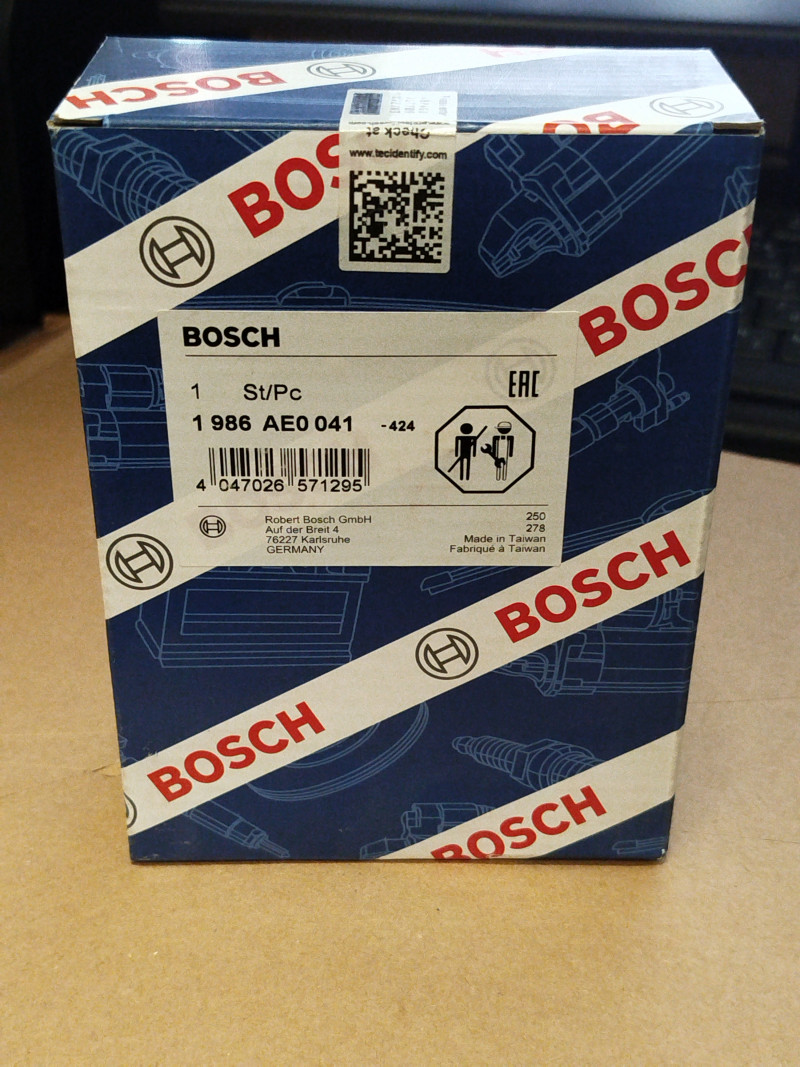 BOSCH
BOS
Check at
www.tecidentify.com
BOSC
BOSCH
1 St/Pc
EAC
1 986 AE0 041 -424
4 047026 571295
Robert Bosch GmbH
Auf der Breit 4
76227 Karlsruhe
GERMANY
250
278
Made in Taiwan
Fabriqué à Taiwan
BOSCH
BOSCH
BOSCH